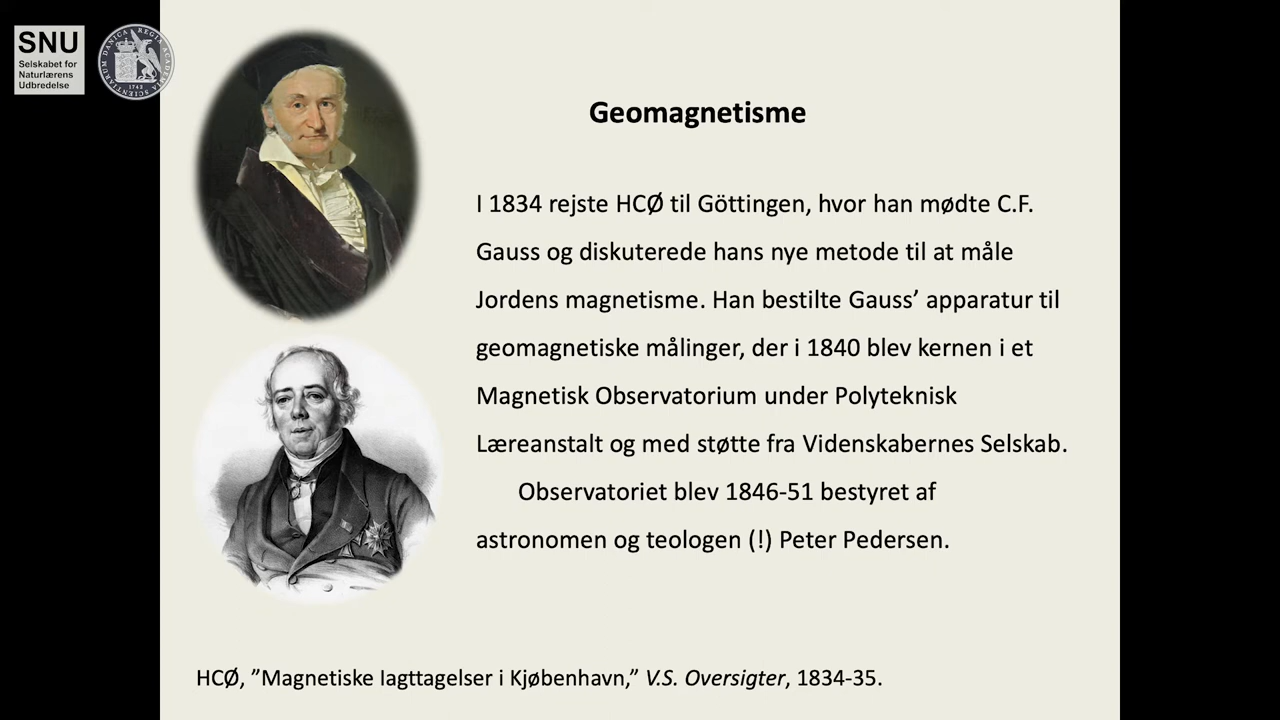 SNU
Selskabet for
Naturlærens
Udbredelse
1742
Geomagnetisme
I 1834 rejste HCØ til Göttingen, hvor han mødte C.F.
Gauss og diskuterede hans nye metode til at måle
Jordens magnetisme. Han bestilte Gauss’ apparatur til
geomagnetiske målinger, der i 1840 blev kernen i et
Magnetisk Observatorium under Polyteknisk
Læreanstalt og med støtte fra Videnskabernes Selskab.
Observatoriet blev 1846-51 bestyret af
astronomen og teologen (!) Peter Pedersen.
HCØ, ”Magnetiske Iagttagelser i Kjøbenhavn,” V.S. Oversigter, 1834-35.